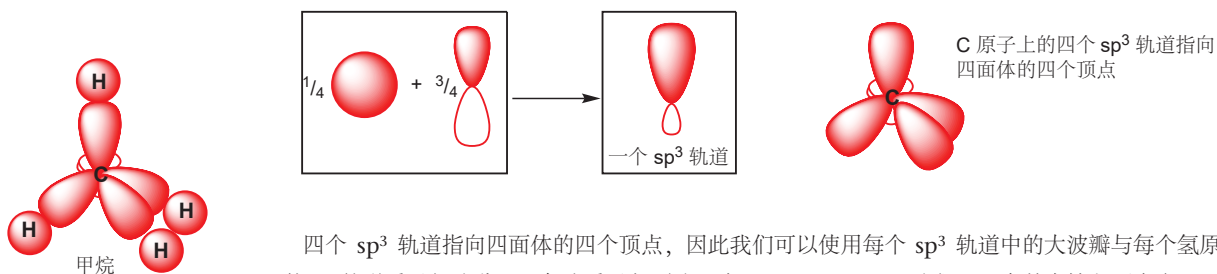 H
C
H
H
H
甲烷
1/4 + 3/4
一个 sp³ 轨道
C
C 原子上的四个 sp³ 轨道指向
四面体的四个顶点
四个 sp³ 轨道指向四面体的四个顶点，因此我们可以使用每个 sp³ 轨道中的大波瓣与每个氢原